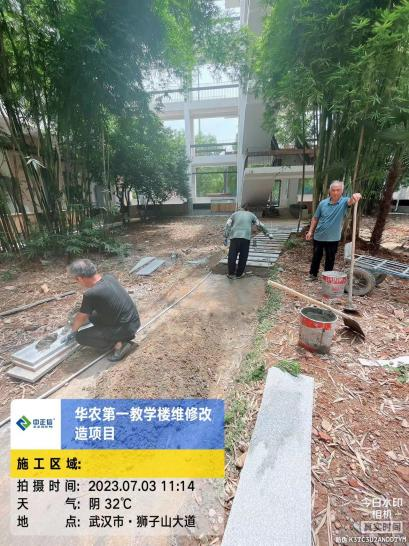 中正信
华农第一教学楼维修改
造项目
施工区域:
拍摄时间: 2023.07.03 11:14
天 气: 阴 32℃
地 点: 武汉市·狮子山大道
今日水印
相机
真实时间